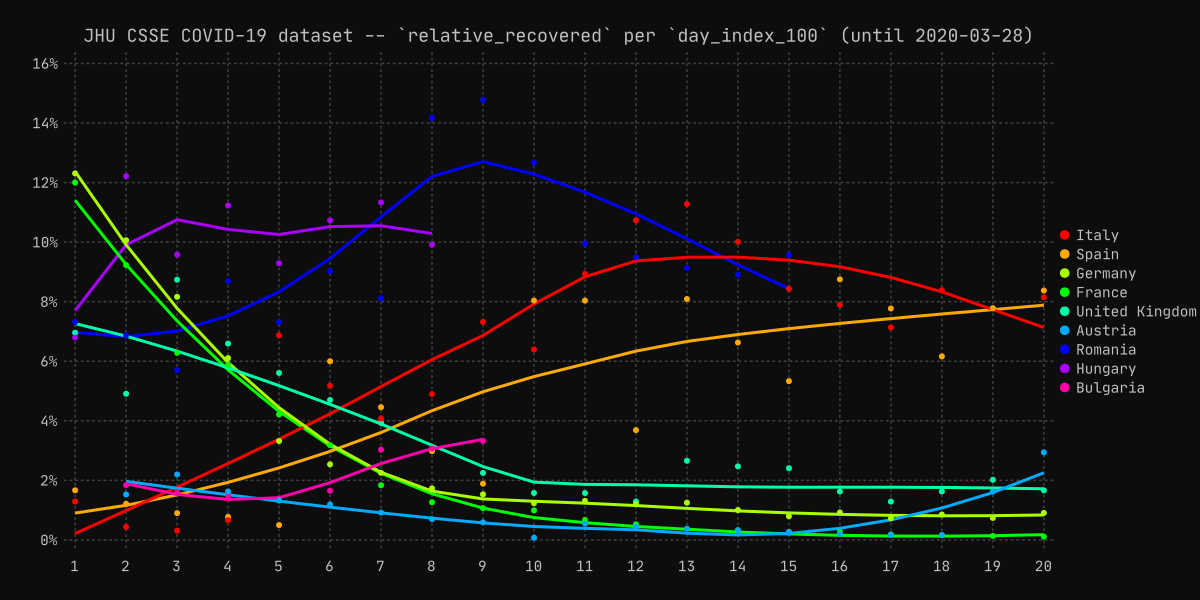 JHU CSSE COVID-19 dataset -- `relative_recovered` per `day_index_100` (until 2020-03-28)
16%
14%
12%
10%
8%
6%
4%
2%
0%
1 2 3 4 5 6 7 8 9 10 11 12 13 14 15 16 17 18 19 20
Italy
Spain
Germany
France
United Kingdom
Austria
Romania
Hungary
Bulgaria